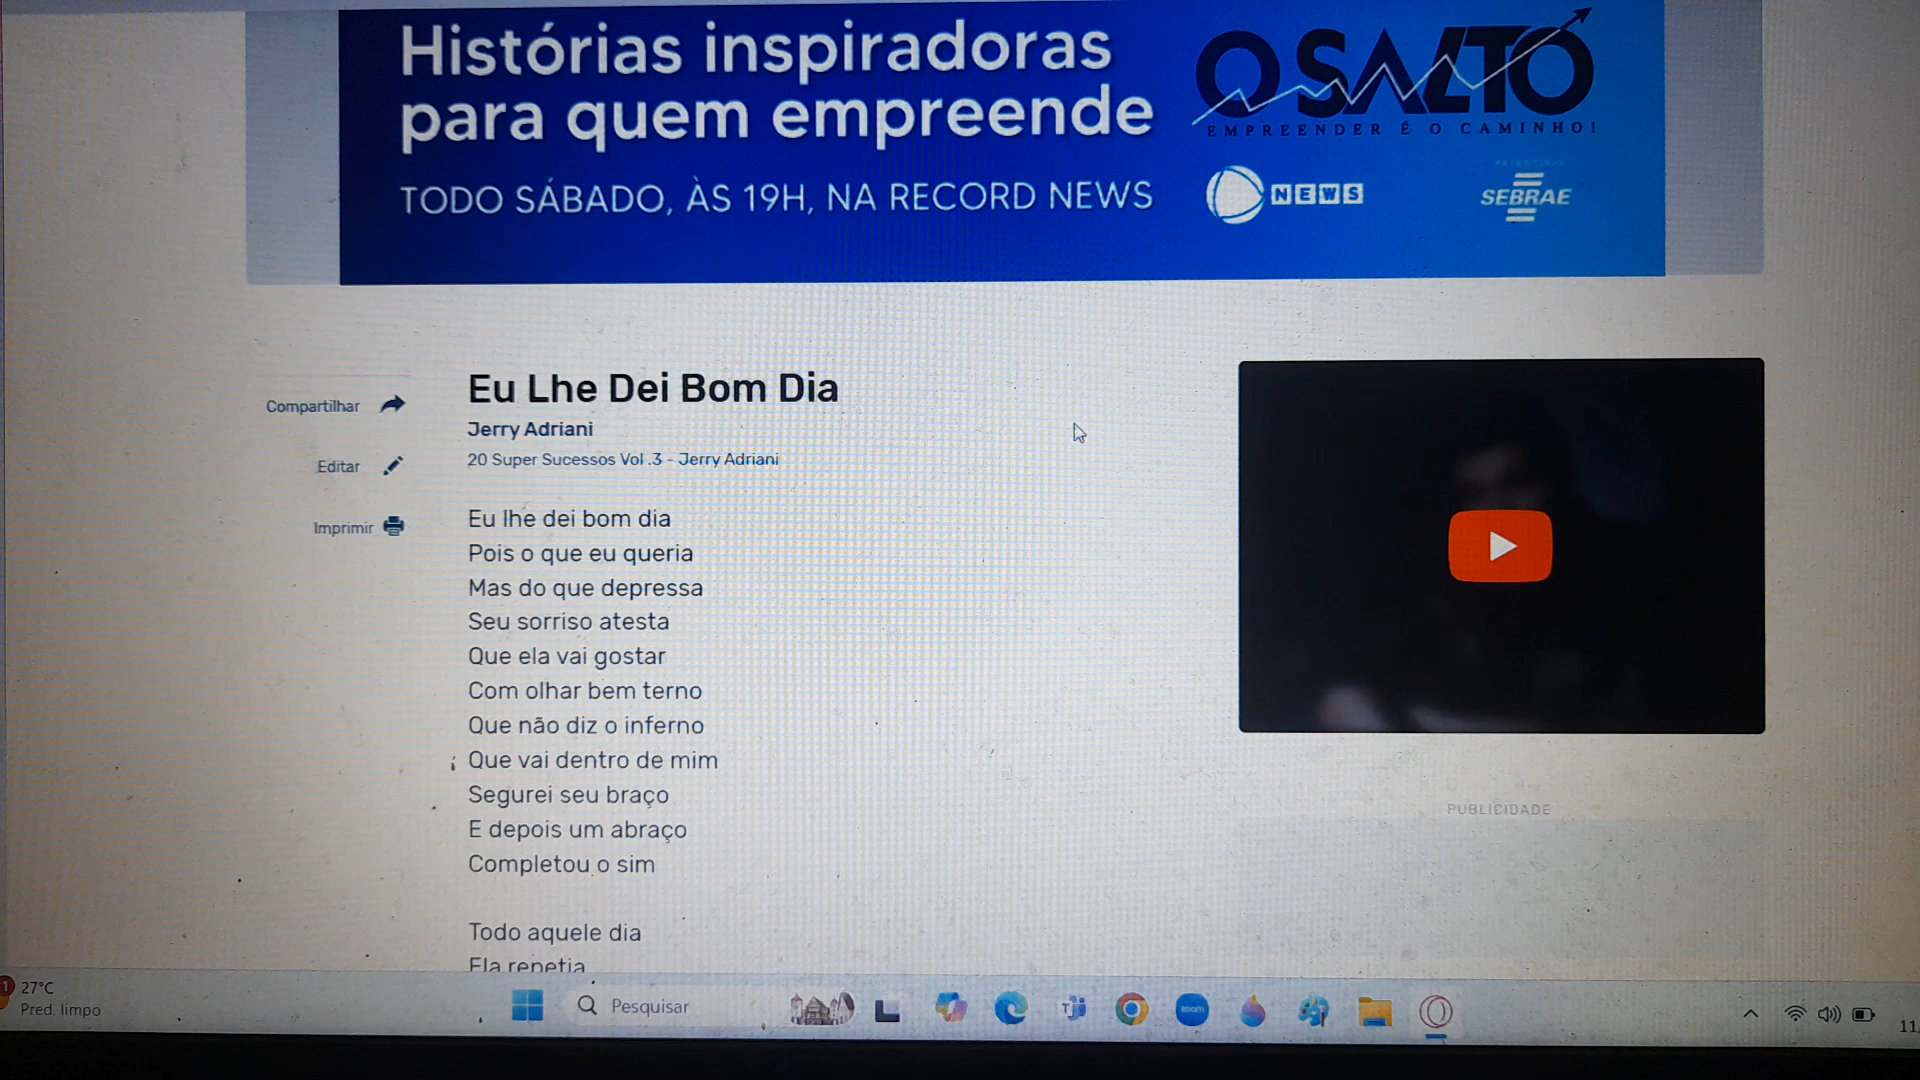 Histórias inspiradoras
para quem empreende
TODO SÁBADO, ÀS 19H, NA RECORD NEWS
O SALTO
EMPREENDER É O CAMINHO!
PATROCÍNIO
NEWS
SEBRAE
Compartilhar
Editar
Imprimir
Eu Lhe Dei Bom Dia
Jerry Adriani
20 Super Sucessos Vol .3 - Jerry Adriani
Eu lhe dei bom dia
Pois o que eu queria
Mas do que depressa
Seu sorriso atesta
Que ela vai gostar
Com olhar bem terno
Que não diz o inferno
Que vai dentro de mim
Segurei seu braço
E depois um abraço
Completou o sim
Todo aquele dia
Ela repetia
PUBLICIDADE
1
27°C
Pred. limpo
Pesquisar
zoom
11